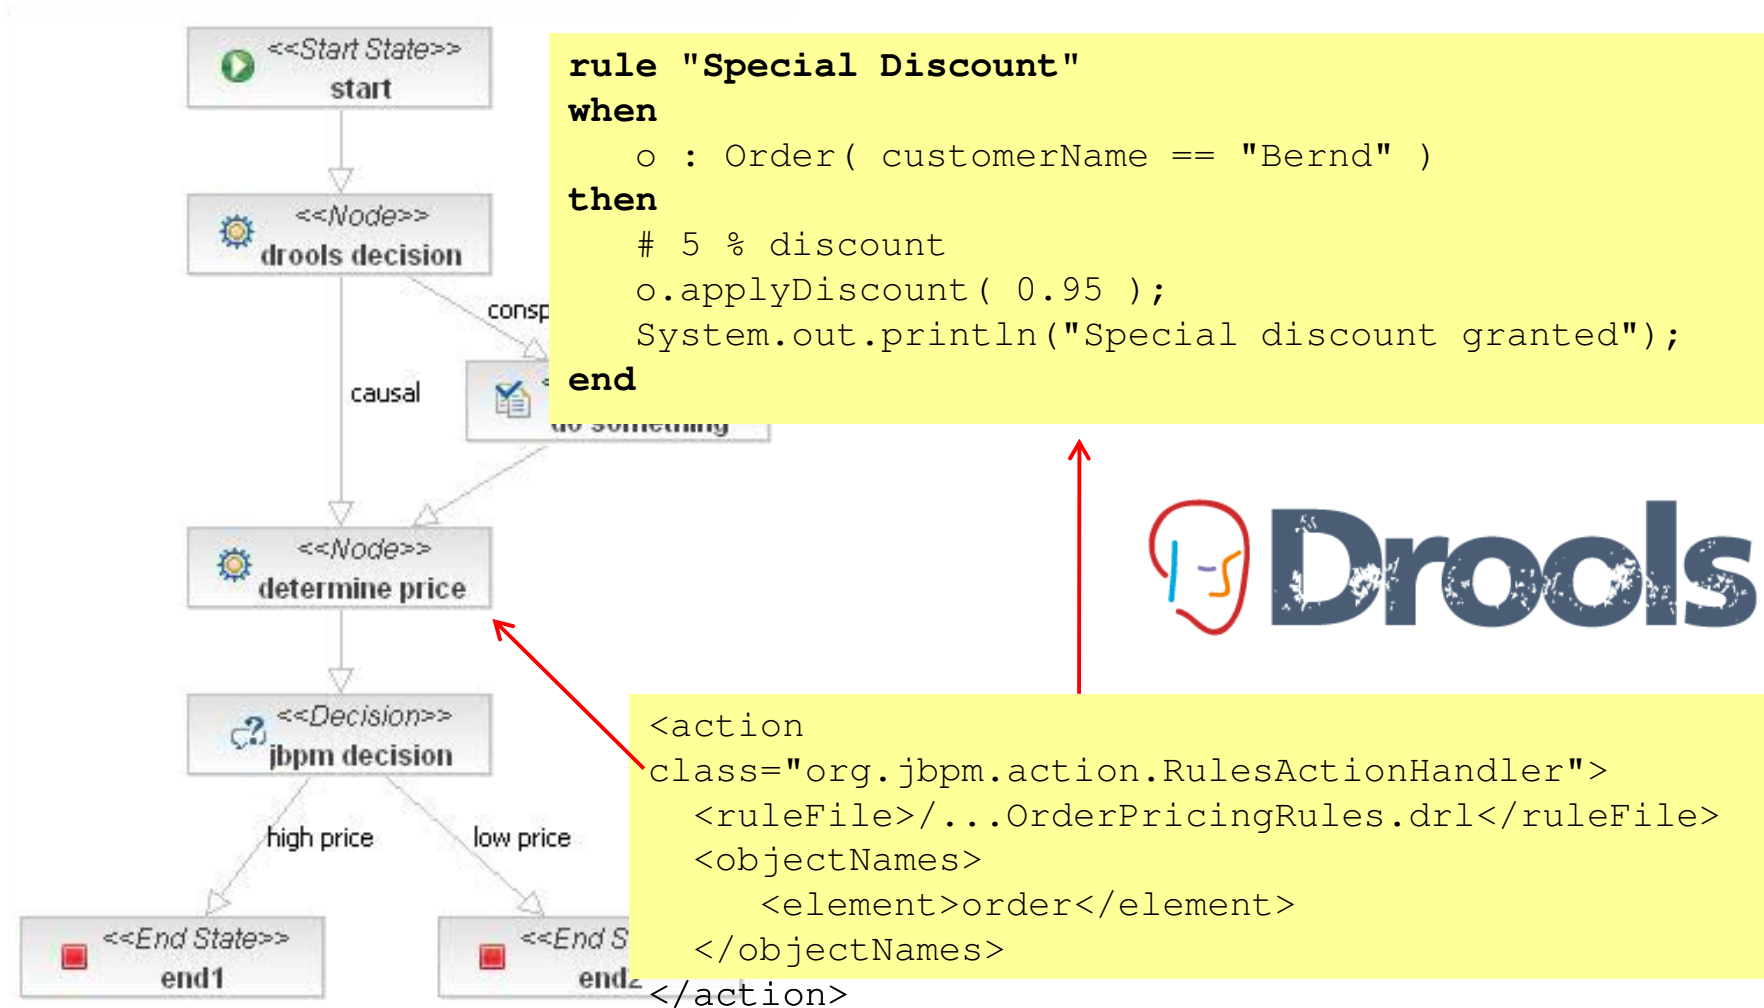 <<Start State>>
start
<<Node>>
drools decision
causal
do something
<<Node>>
determine price
<<Decision>>
jbpm decision
high price
low price
<<End State>>
end1
<<End
rule "Special Discount"
when
o : Order( customerName == "Bernd" )
then
# 5 % discount
o.applyDiscount( 0.95 );
System.out.println("Special discount granted");
end
Drools
<action
class="org.jbpm.action.RulesActionHandler">
<ruleFile>/...OrderPricingRules.drl</ruleFile>
<objectNames>
<element>order</element>
</objectNames>
</action>